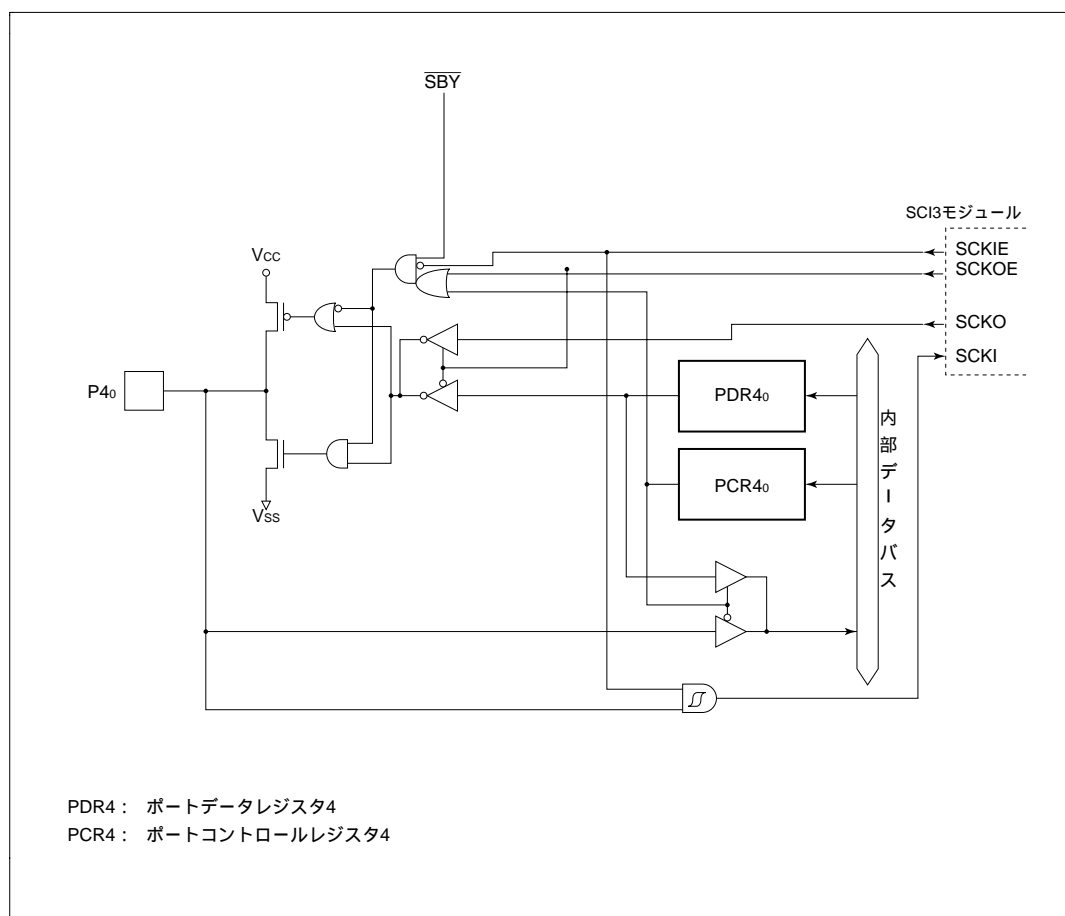 SBY
SCI3モジュール
SCKIE
SCKOE
SCKO
SCKI
VCC
P40
VSS
PDR40
PCR40
内部データバス
PDR4： ポートデータレジスタ4
PCR4： ポートコントロールレジスタ4